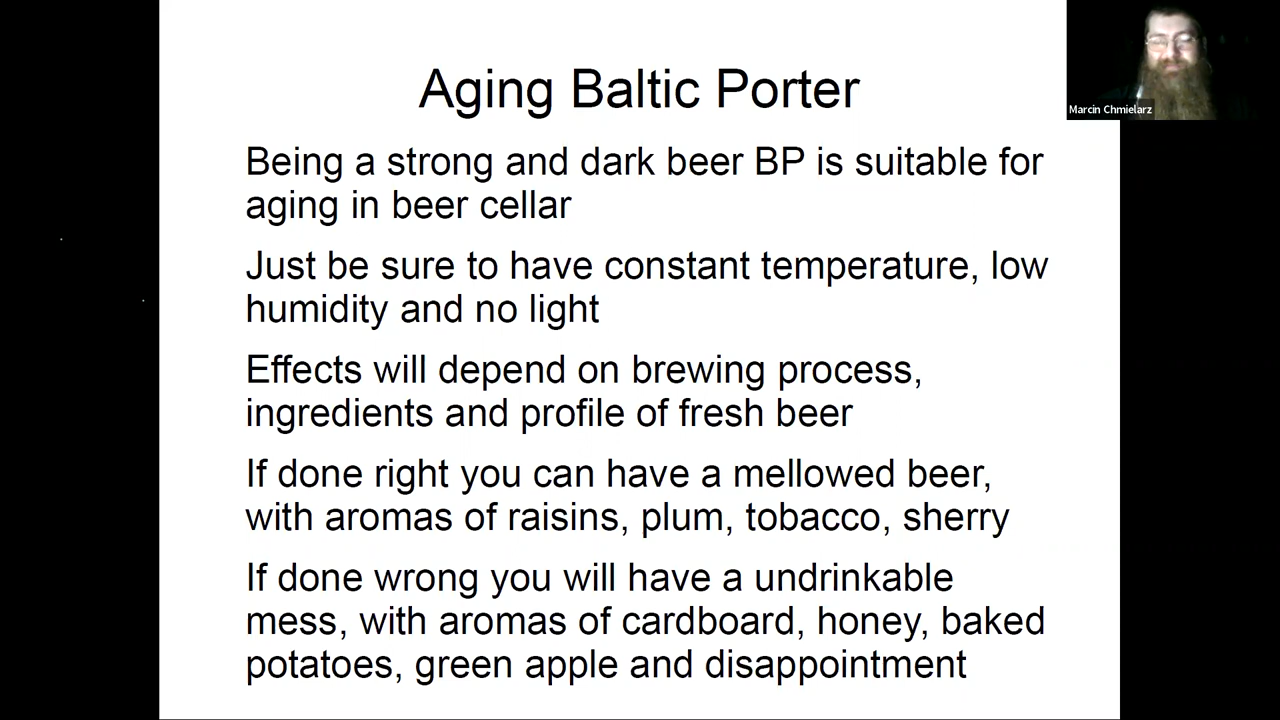 Aging Baltic Porter
Marcin Chmielarz
Being a strong and dark beer BP is suitable for
aging in beer cellar
Just be sure to have constant temperature, low
humidity and no light
Effects will depend on brewing process,
ingredients and profile of fresh beer
If done right you can have a mellowed beer,
with aromas of raisins, plum, tobacco, sherry
If done wrong you will have a undrinkable
mess, with aromas of cardboard, honey, baked
potatoes, green apple and disappointment